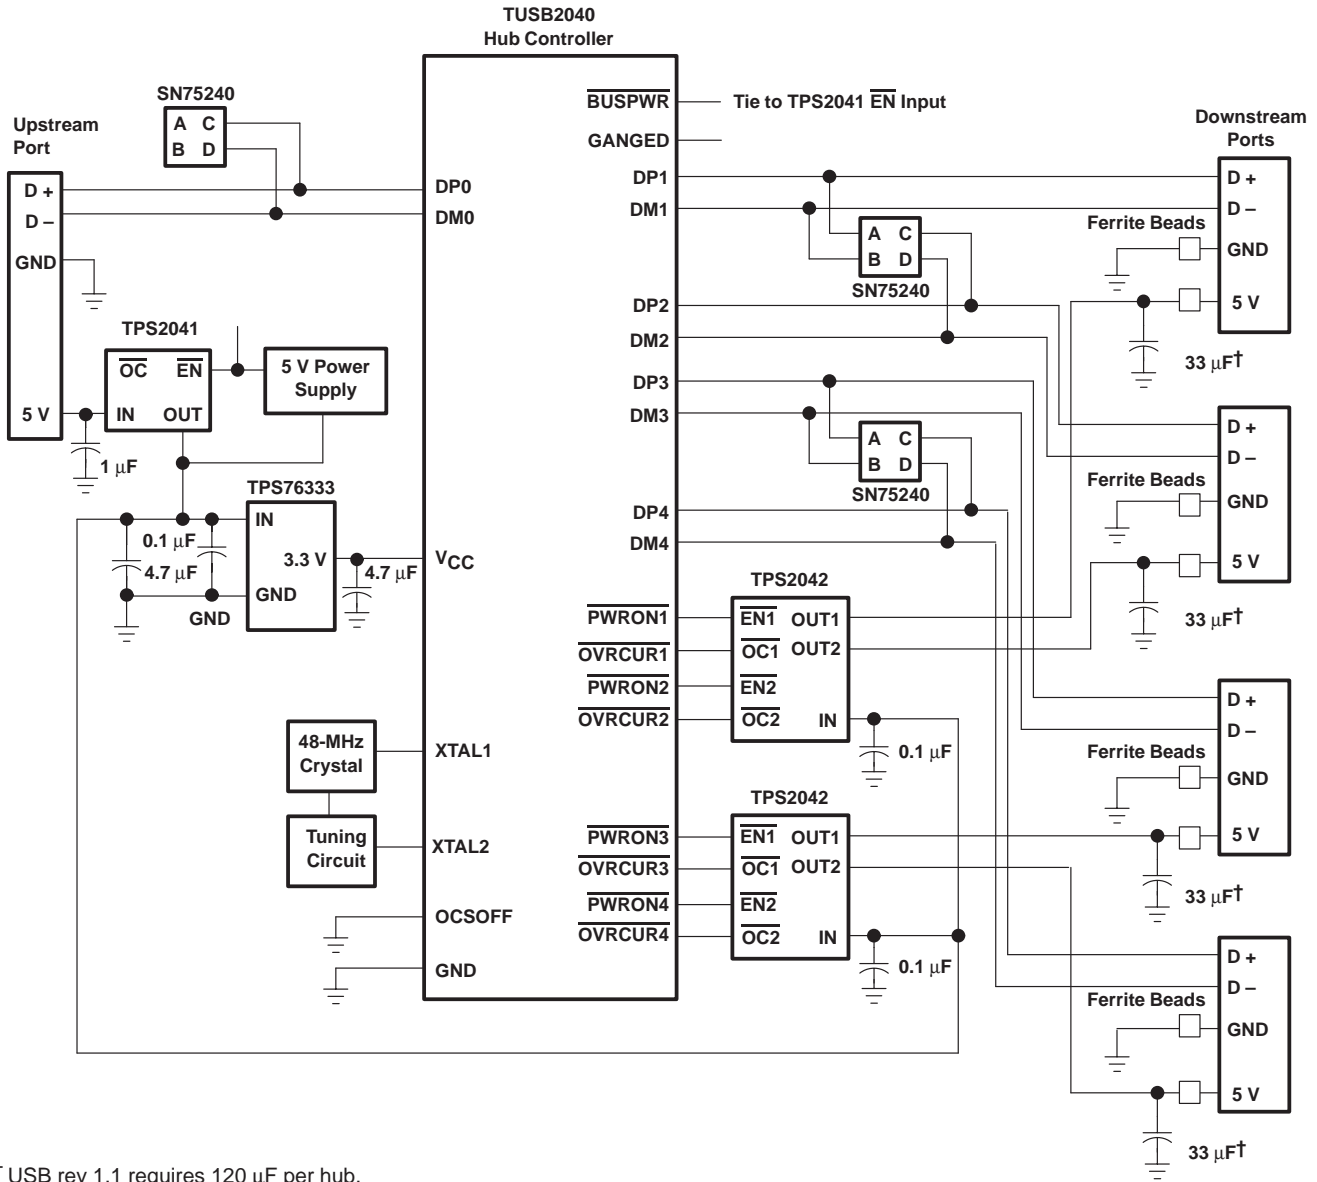 TUSB2040
Hub Controller
SN75240
A C
B D
Upstream
Port
D +
D –
GND
5 V
DP0
DM0
TPS2041
OC EN
IN OUT
5 V Power
Supply
1 µF
TPS76333
IN
3.3 V
GND
0.1 µF
4.7 µF
GND
4.7 µF
VCC
48-MHz
Crystal
XTAL1
Tuning
Circuit
XTAL2
OCSOFF
GND
BUSPWR
Tie to TPS2041 EN Input
GANGED
DP1
DM1
A C
B D
SN75240
DP2
DM2
DP3
DM3
A C
B D
SN75240
DP4
DM4
TPS2042
PWRON1
EN1 OUT1
OVRCUR1
OC1 OUT2
PWRON2
EN2
OVRCUR2
OC2 IN
0.1 µF
TPS2042
PWRON3
EN1 OUT1
OVRCUR3
OC1 OUT2
PWRON4
EN2
OVRCUR4
OC2 IN
0.1 µF
Downstream
Ports
D +
D –
Ferrite Beads
GND
5 V
33 µF†
D +
D –
Ferrite Beads
GND
5 V
33 µF†
D +
D –
Ferrite Beads
GND
5 V
33 µF†
D +
D –
Ferrite Beads
GND
5 V
33 µF†
† USB rev 1.1 requires 120 µF per hub.